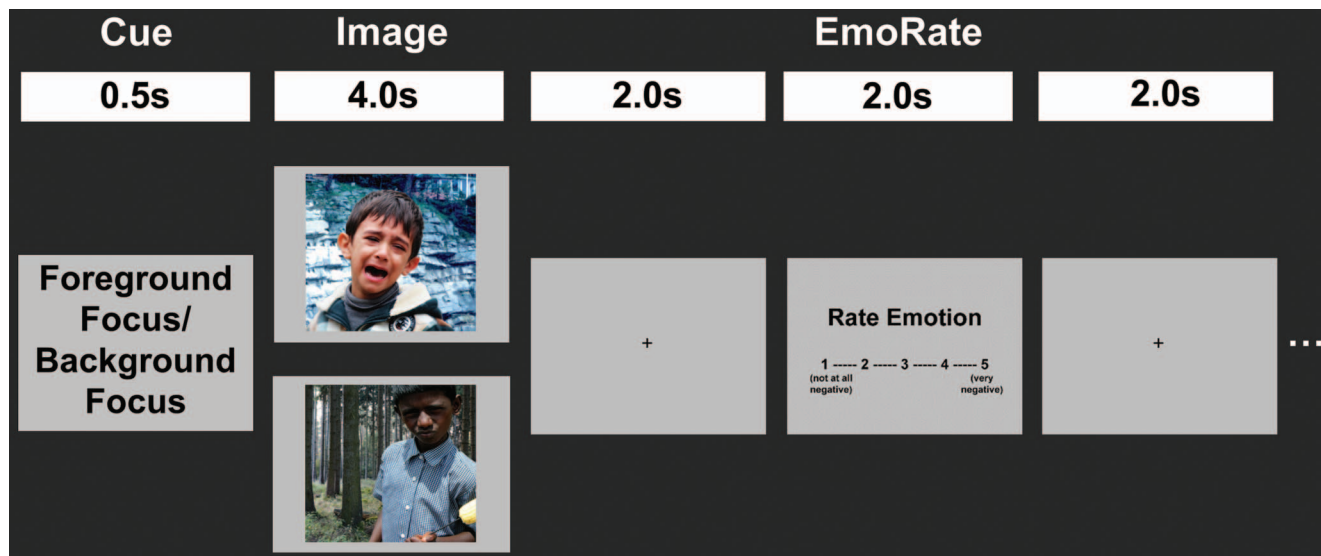 Cue Image EmoRate
0.5s 4.0s 2.0s 2.0s 2.0s
Foreground
Focus/
Background
Focus
+
Rate Emotion
1 ----- 2 ----- 3 ----- 4 ----- 5
(not at all negative) (very negative)
+
...